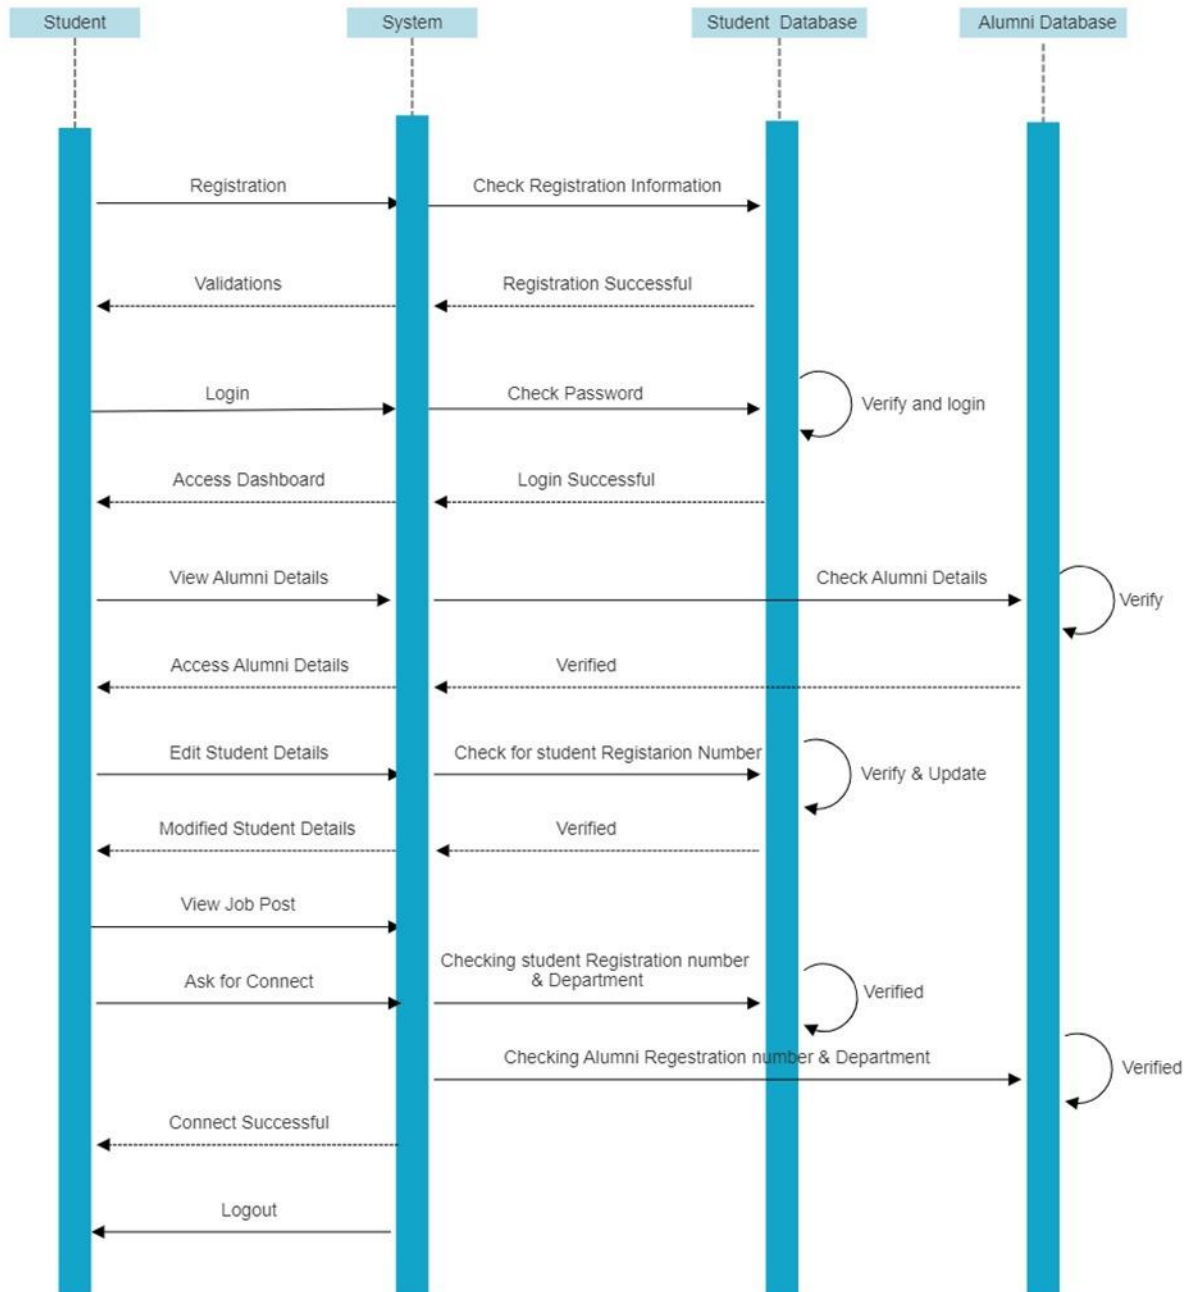 Student
System
Student Database
Alumni Database
Registration
Check Registration Information
Validations
Registration Successful
Login
Check Password
Verify and login
Access Dashboard
Login Successful
View Alumni Details
Check Alumni Details
Verify
Access Alumni Details
Verified
Edit Student Details
Check for student Registarion Number
Verify & Update
Modified Student Details
Verified
View Job Post
Ask for Connect
Checking student Registration number
& Department
Verified
Checking Alumni Regestration number & Department
Verified
Connect Successful
Logout